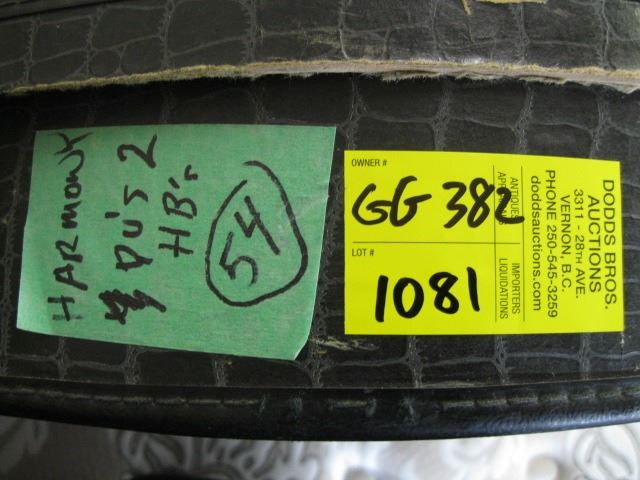 HARMONY
PU's 2
HB's
54
OWNER #
GG 382
LOT #
1081
ANTIQUES
APPRAISALS
IMPORTERS
LIQUIDATIONS
DODDS BROS.
AUCTIONS
3311 - 28TH AVE.
VERNON, B.C.
PHONE 250-545-3259
doddsauctions.com